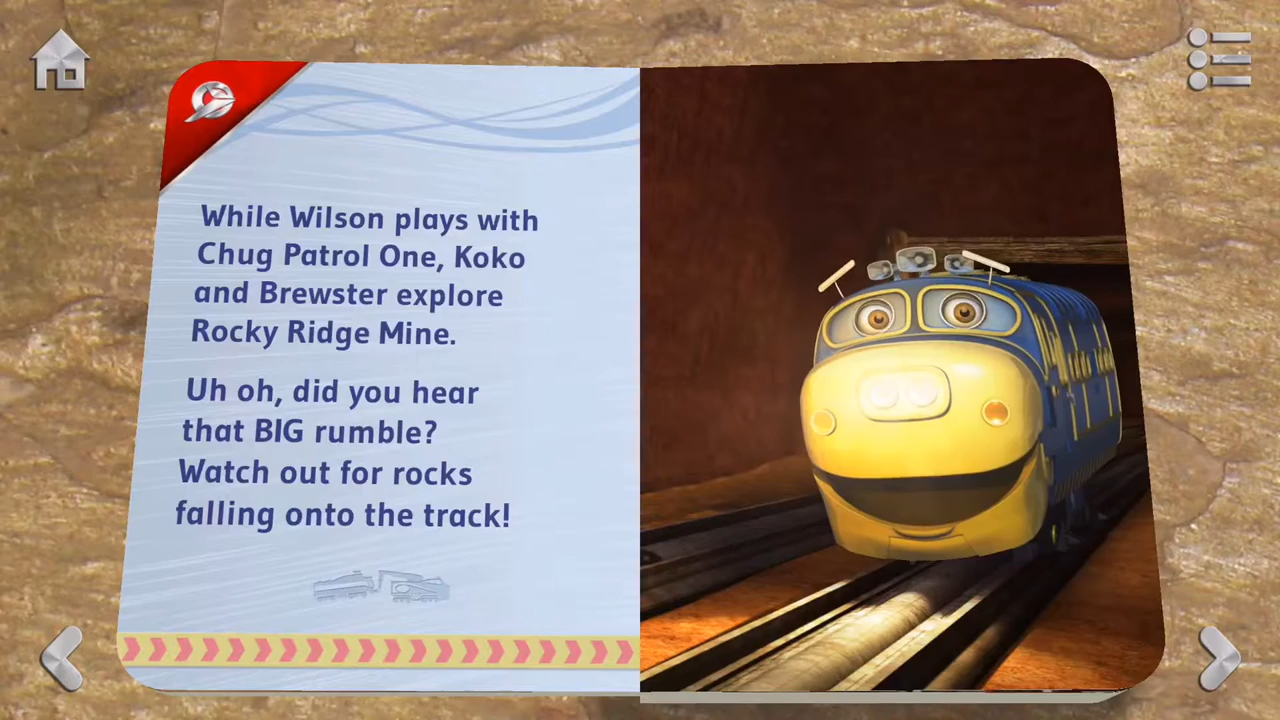 While Wilson plays with
Chug Patrol One, Koko
and Brewster explore
Rocky Ridge Mine.
Uh oh, did you hear
that BIG rumble?
Watch out for rocks
falling onto the track!